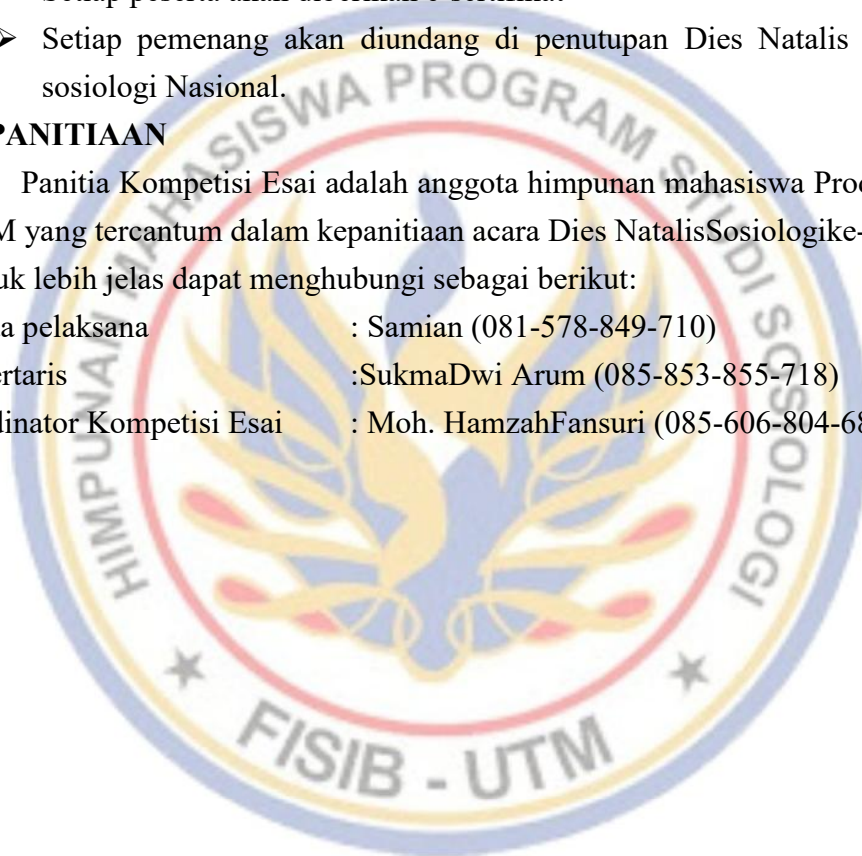 ➢ Setiap pemenang akan diundang di penutupan Dies Natalis
sosiologi Nasional.
PANITIAAN
Panitia Kompetisi Esai adalah anggota himpunan mahasiswa
yang tercantum dalam kepanitiaan acara Dies NatalisSosiologike-
uk lebih jelas dapat menghubungi sebagai berikut:
a pelaksana : Samian (081-578-849-710)
ertaris :SukmaDwi Arum (085-853-855-718)
dinator Kompetisi Esai : Moh. HamzahFansuri (085-606-804-68
HIMPUNAN MAHASISWA PROGRAM STUDI SOSIOLOGI
FISIB - UTM